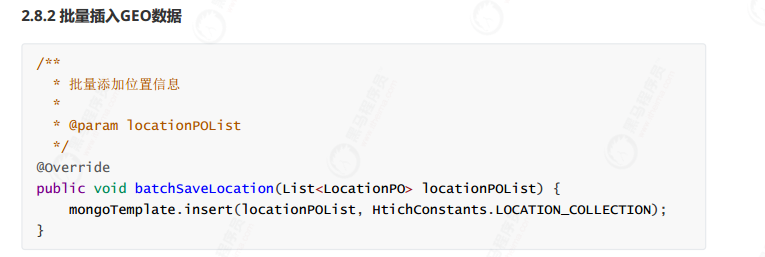 2.8.2 批量插入GEO数据
/**
* 批量添加位置信息
*
* @param locationPOList
*/
@Override
public void batchSaveLocation(List<LocationPO> locationPOList) {
mongoTemplate.insert(locationPOList, HtichConstants.LOCATION_COLLECTION);
}